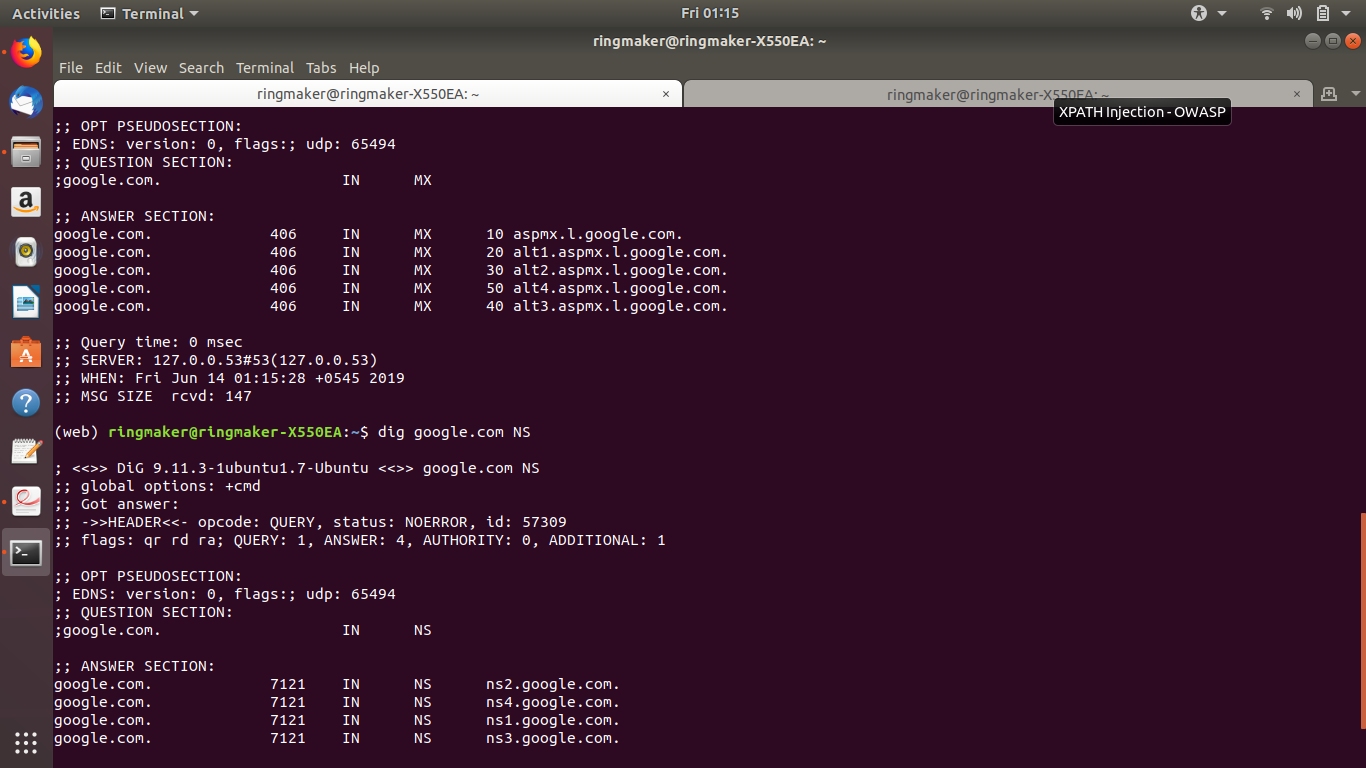 Activities Terminal Fri 01:15
ringmaker@ringmaker-X550EA: ~
File Edit View Search Terminal Tabs Help
ringmaker@ringmaker-X550EA: ~ × ringmaker@ringmaker-X550EA: ~ ×
XPATH Injection - OWASP
;; OPT PSEUDOSECTION:
; EDNS: version: 0, flags:; udp: 65494
;; QUESTION SECTION:
;google.com. IN MX
;; ANSWER SECTION:
google.com. 406 IN MX 10 aspmx.l.google.com.
google.com. 406 IN MX 20 alt1.aspmx.l.google.com.
google.com. 406 IN MX 30 alt2.aspmx.l.google.com.
google.com. 406 IN MX 50 alt4.aspmx.l.google.com.
google.com. 406 IN MX 40 alt3.aspmx.l.google.com.
;; Query time: 0 msec
;; SERVER: 127.0.0.53#53(127.0.0.53)
;; WHEN: Fri Jun 14 01:15:28 +0545 2019
;; MSG SIZE  rcvd: 147
(web) ringmaker@ringmaker-X550EA:~$ dig google.com NS
; <<>> DiG 9.11.3-1ubuntu1.7-Ubuntu <<>> google.com NS
;; global options: +cmd
;; Got answer:
;; ->>HEADER<<- opcode: QUERY, status: NOERROR, id: 57309
;; flags: qr rd ra; QUERY: 1, ANSWER: 4, AUTHORITY: 0, ADDITIONAL: 1
;; OPT PSEUDOSECTION:
; EDNS: version: 0, flags:; udp: 65494
;; QUESTION SECTION:
;google.com. IN NS
;; ANSWER SECTION:
google.com. 7121 IN NS ns2.google.com.
google.com. 7121 IN NS ns4.google.com.
google.com. 7121 IN NS ns1.google.com.
google.com. 7121 IN NS ns3.google.com.